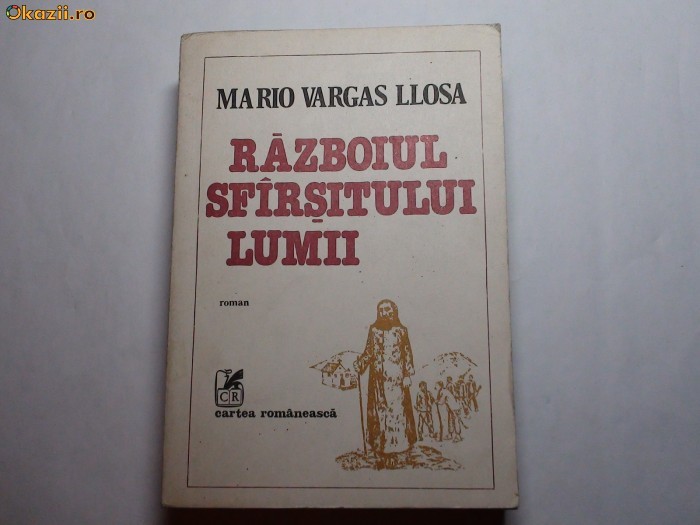 Okazii.ro
MARIO VARGAS LLOSA
RĂZBOIUL
SFÎRȘITULUI
LUMII
roman
CR
cartea românească